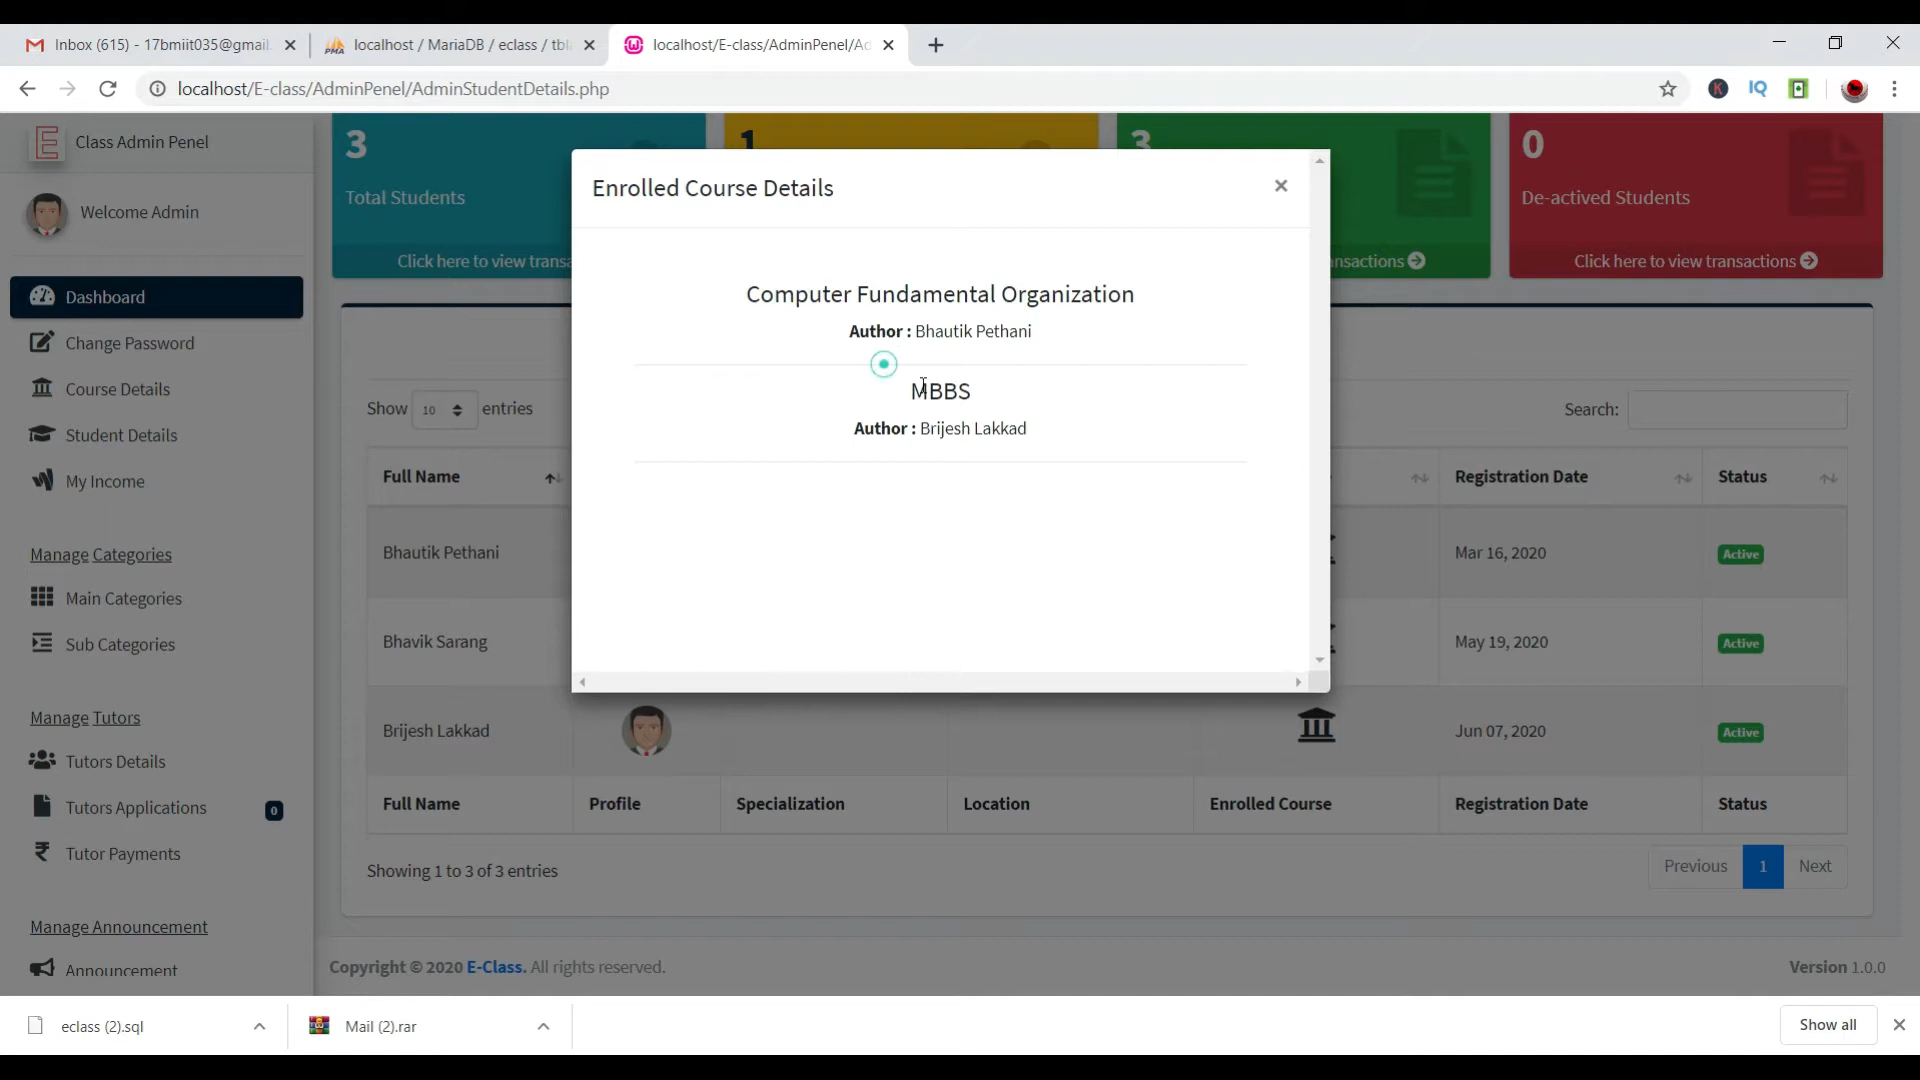 Inbox (615) - 17bmiit035@gmail.
localhost / MariaDB / eclass / tbl
localhost/E-class/AdminPenel/Ad
localhost/E-class/AdminPenel/AdminStudentDetails.php
K
IQ
E
Class Admin Penel
Welcome Admin
Dashboard
Change Password
Course Details
Student Details
My Income
Manage Categories
Main Categories
Sub Categories
Manage Tutors
Tutors Details
Tutors Applications 0
Tutor Payments
Manage Announcement
Announcement
3
Total Students
Click here to view transa
1
3
nsactions
0
De-actived Students
Click here to view transactions
Enrolled Course Details
×
Computer Fundamental Organization
Author : Bhautik Pethani
MBBS
Author : Brijesh Lakkad
Show 10 entries
Search:
Full Name Registration Date Status
Bhautik Pethani Mar 16, 2020 Active
Bhavik Sarang May 19, 2020 Active
Brijesh Lakkad Jun 07, 2020 Active
Full Name Profile Specialization Location Enrolled Course Registration Date Status
Showing 1 to 3 of 3 entries
Previous 1 Next
Copyright © 2020 E-Class. All rights reserved.
Version 1.0.0
eclass (2).sql
Mail (2).rar
Show all